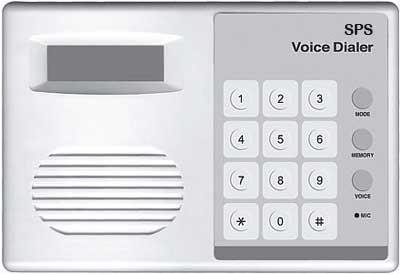 SPS
Voice Dialer
1 2 3
MODE
4 5 6
MEMORY
7 8 9
VOICE
* 0 #
MIC